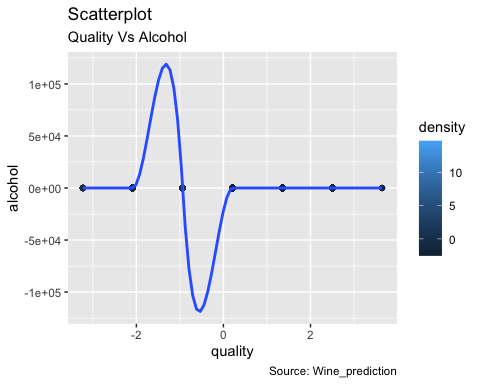 Scatterplot
Quality Vs Alcohol
1e+05
5e+04
0e+00
-5e+04
-1e+05
alcohol
-2
0
2
quality
density
10
5
0
Source: Wine_prediction